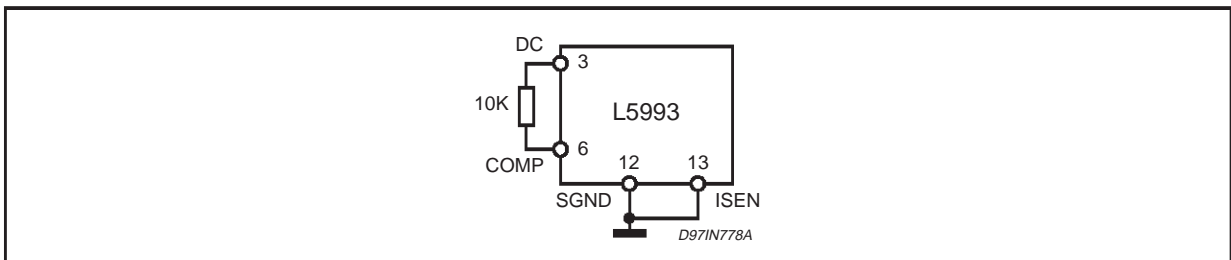 DC
3
10K
L5993
6
COMP
12 13
SGND ISEN
D97IN778A